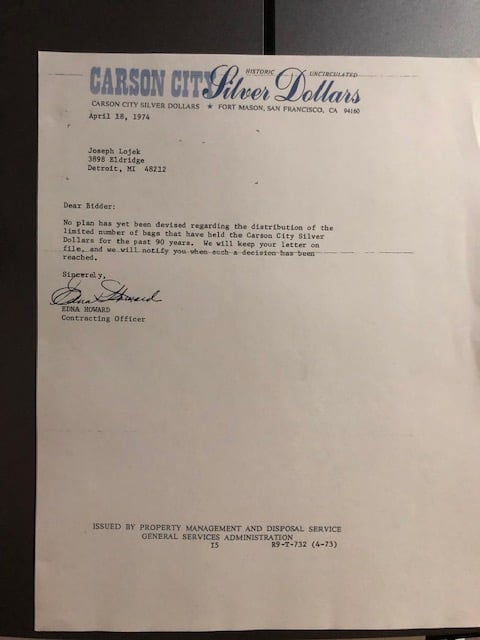 CARSON CITY Silver Dollars
HISTORIC UNCIRCULATED
CARSON CITY SILVER DOLLARS ★ FORT MASON, SAN FRANCISCO, CA 94160
April 18, 1974
Joseph Lojek
3898 Eldridge
Detroit, MI 48212
Dear Bidder:
No plan has yet been devised regarding the distribution of the
limited number of bags that have held the Carson City Silver
Dollars for the past 90 years. We will keep your letter on
file, and we will notify you when such a decision has been
reached.
Sincerely,
Edna Howard
EDNA HOWARD
Contracting Officer
ISSUED BY PROPERTY MANAGEMENT AND DISPOSAL SERVICE
GENERAL SERVICES ADMINISTRATION
15 R9-T-732 (4-73)